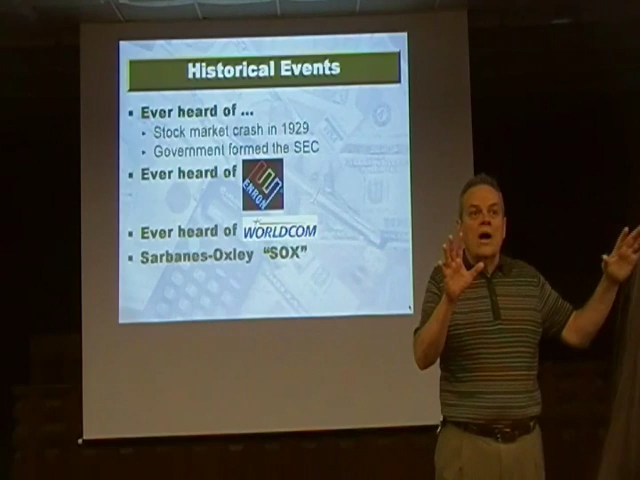 Historical Events
Ever heard of ...
Stock market crash in 1929
Government formed the SEC
Ever heard of ENRON
Ever heard of WORLDCOM
Sarbanes-Oxley "SOX"